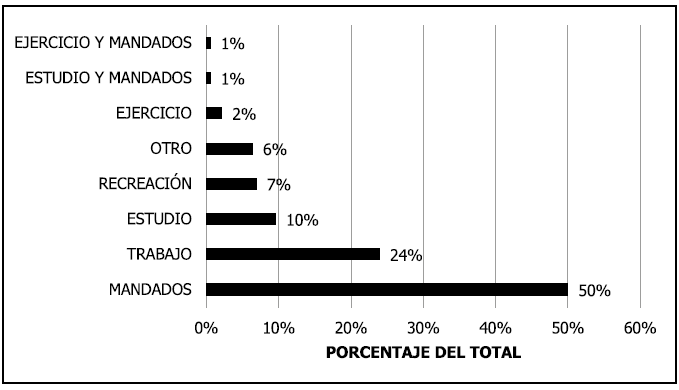 EJERCICIO Y MANDADOS 1%
ESTUDIO Y MANDADOS 1%
EJERCICIO 2%
OTRO 6%
RECREACIÓN 7%
ESTUDIO 10%
TRABAJO 24%
MANDADOS 50%
0% 10% 20% 30% 40% 50% 60%
PORCENTAJE DEL TOTAL